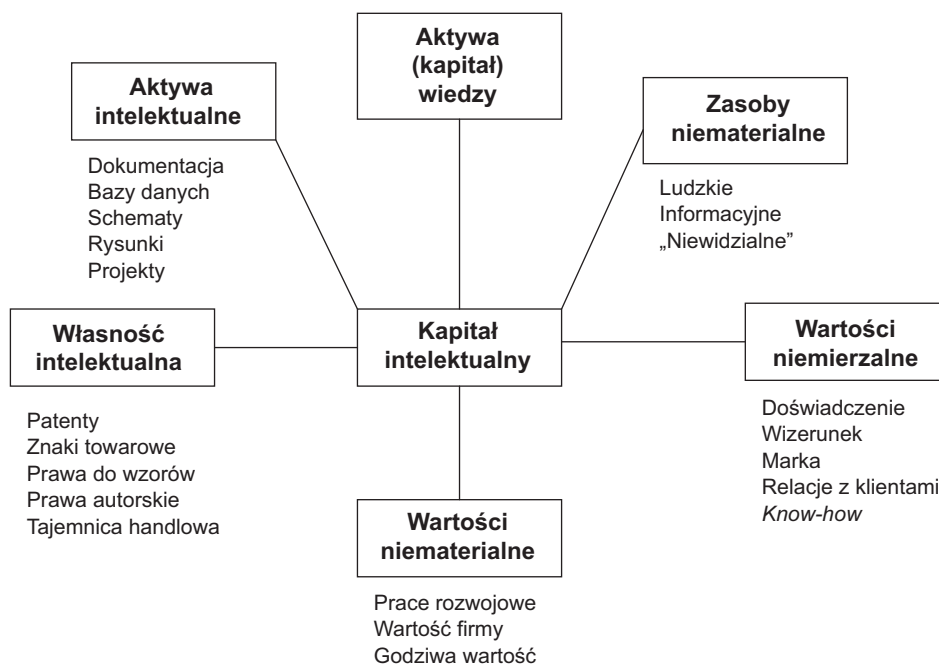 Aktywa
(kapitał)
wiedzy
Aktywa
intelektualne
Dokumentacja
Bazy danych
Schematy
Rysunki
Projekty
Zasoby
niematerialne
Ludzkie
Informacyjne
„Niewidzialne”
Własność
intelektualna
Patenty
Znaki towarowe
Prawa do wzorów
Prawa autorskie
Tajemnica handlowa
Kapitał
intelektualny
Wartości
niemierzalne
Doświadczenie
Wizerunek
Marka
Relacje z klientami
Know-how
Wartości
niematerialne
Prace rozwojowe
Wartość firmy
Godziwa wartość